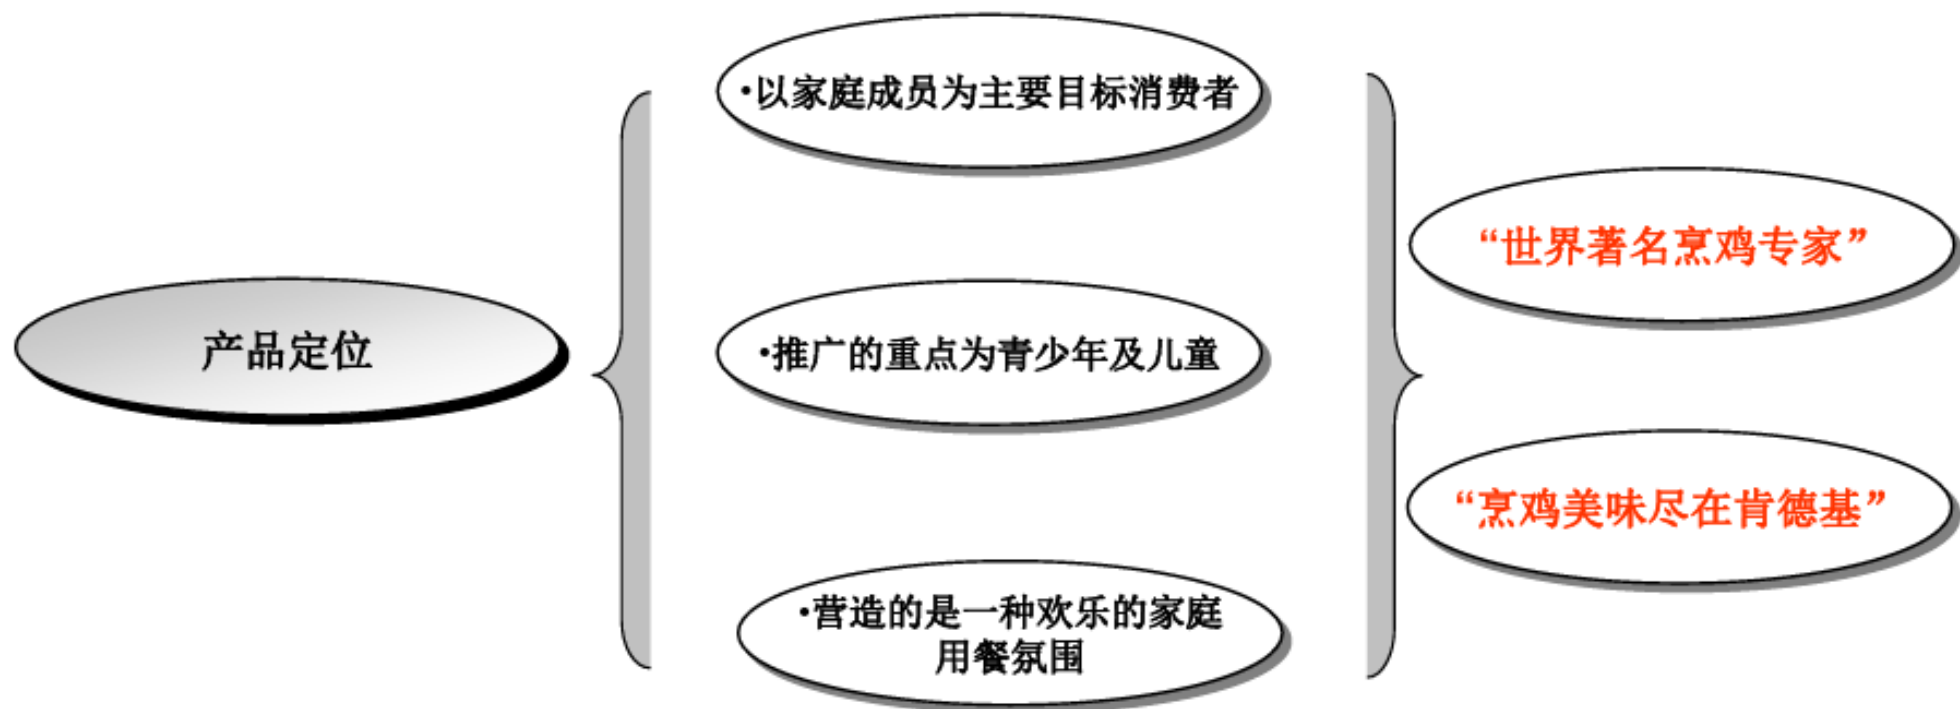 产品定位
•以家庭成员为主要目标消费者
•推广的重点为青少年及儿童
•营造的是一种欢乐的家庭
用餐氛围
“世界著名烹鸡专家”
“烹鸡美味尽在肯德基”